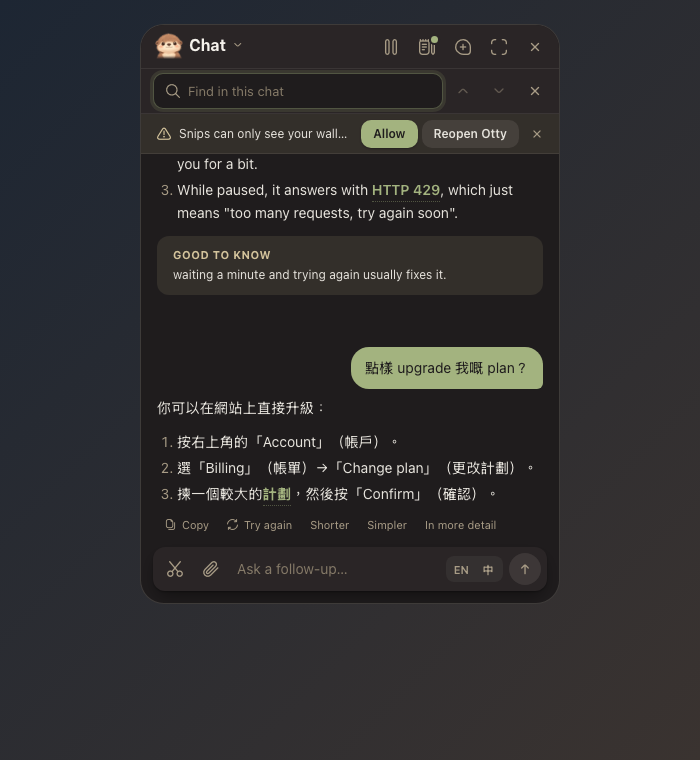 Chat
Find in this chat
Snips can only see your wall...
Allow
Reopen Otty
you for a bit.
3. While paused, it answers with HTTP 429, which just
means "too many requests, try again soon".
GOOD TO KNOW
waiting a minute and trying again usually fixes it.
點樣 upgrade 我嘅 plan？
你可以在網站上直接升級：
1. 按右上角的「Account」（帳戶）。
2. 選「Billing」（帳單）→「Change plan」（更改計劃）。
3. 揀一個較大的計劃，然後按「Confirm」（確認）。
Copy
Try again
Shorter
Simpler
In more detail
Ask a follow-up...
EN 中